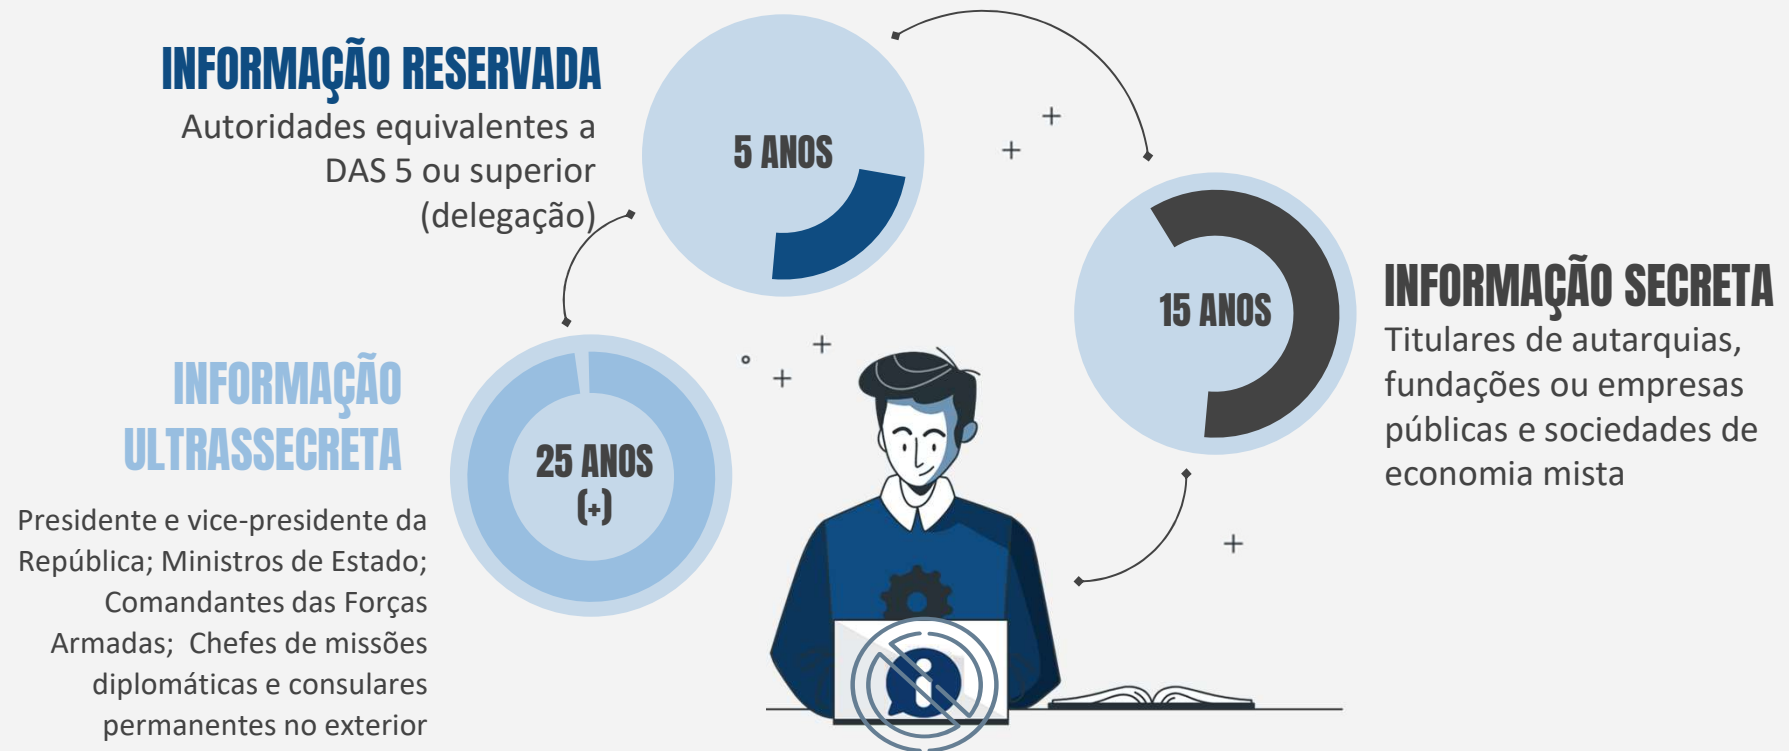 INFORMAÇÃO RESERVADA
Autoridades equivalentes a
DAS 5 ou superior
(delegação)
5 ANOS
15 ANOS
INFORMAÇÃO SECRETA
Titulares de autarquias,
fundações ou empresas
públicas e sociedades de
economia mista
INFORMAÇÃO
ULTRASSECRETA
25 ANOS
(+)
Presidente e vice-presidente da
República; Ministros de Estado;
Comandantes das Forças
Armadas;  Chefes de missões
diplomáticas e consulares
permanentes no exterior